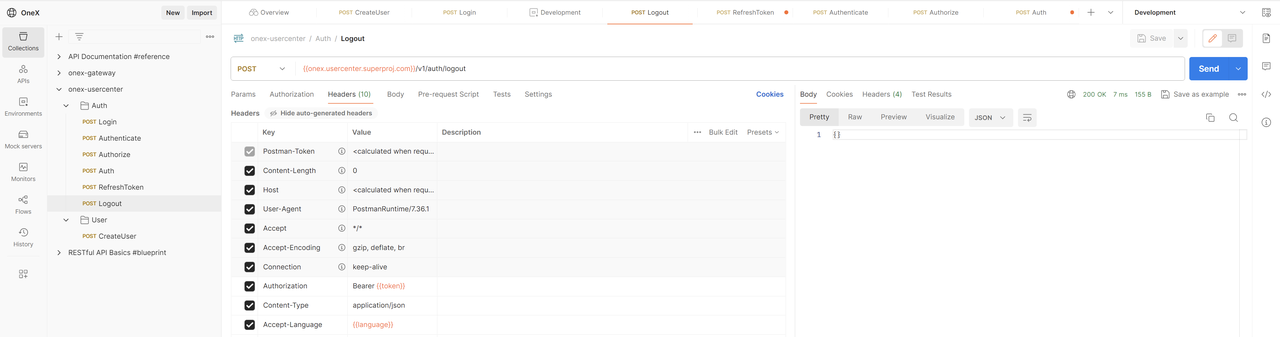 OneX
New
Import
Overview
POST CreateUser
POST Login
Development
POST Logout
POST RefreshToken
POST Authenticate
POST Authorize
POST Auth
Development
Collections
APIs
Environments
Mock servers
Monitors
Flows
History
API Documentation #reference
onex-gateway
onex-usercenter
Auth
POST Login
POST Authenticate
POST Authorize
POST Auth
POST RefreshToken
POST Logout
User
POST CreateUser
RESTful API Basics #blueprint
HTTP onex-usercenter / Auth / Logout
Save
POST {{onex.usercenter.superproj.com}}/v1/auth/logout
Send
Params Authorization Headers (10) Body Pre-request Script Tests Settings Cookies
Headers Hide auto-generated headers
Key Value Description Bulk Edit Presets
Postman-Token <calculated when requ...
Content-Length 0
Host <calculated when requ...
User-Agent PostmanRuntime/7.36.1
Accept */*
Accept-Encoding gzip, deflate, br
Connection keep-alive
Authorization Bearer {{token}}
Content-Type application/json
Accept-Language {{language}}
Body Cookies Headers (4) Test Results 200 OK 7 ms 155 B Save as example
Pretty Raw Preview Visualize JSON
1 {}